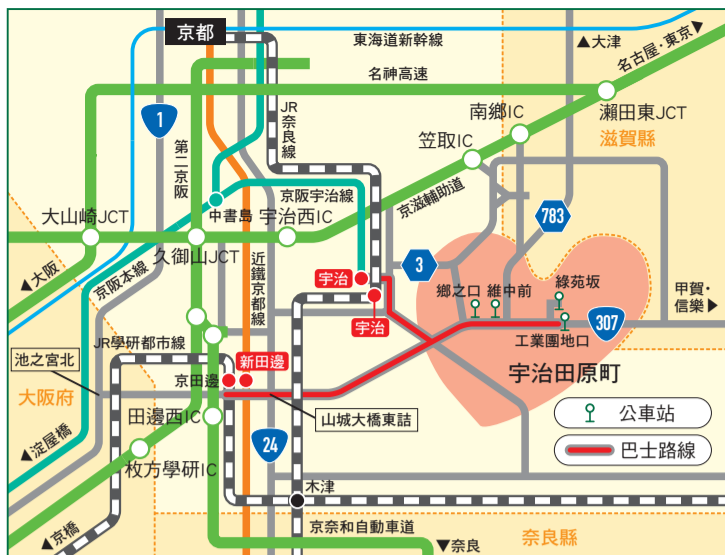 京都
東海道新幹線
▲大津
名古屋・東京▶
名神高速
瀨田東JCT
滋賀縣
1
JR奈良線
南鄉IC
笠取IC
第二京阪
京阪宇治線
京滋輔助道
783
大山崎JCT
中書島
宇治西IC
久御山JCT
3
▲大阪
京阪本線
近鐵京都線
宇治
宇治
鄉之口
維中前
綠苑坂
甲賀・
信樂▶
307
工業團地口
JR學研都市線
池之宮北
新田邊
京田邊
宇治田原町
大阪府
山城大橋東詰
田邊西IC
公車站
24
巴士路線
▲淀屋橋
枚方學研IC
木津
▲京橋
京奈和自動車道
▼奈良
奈良縣